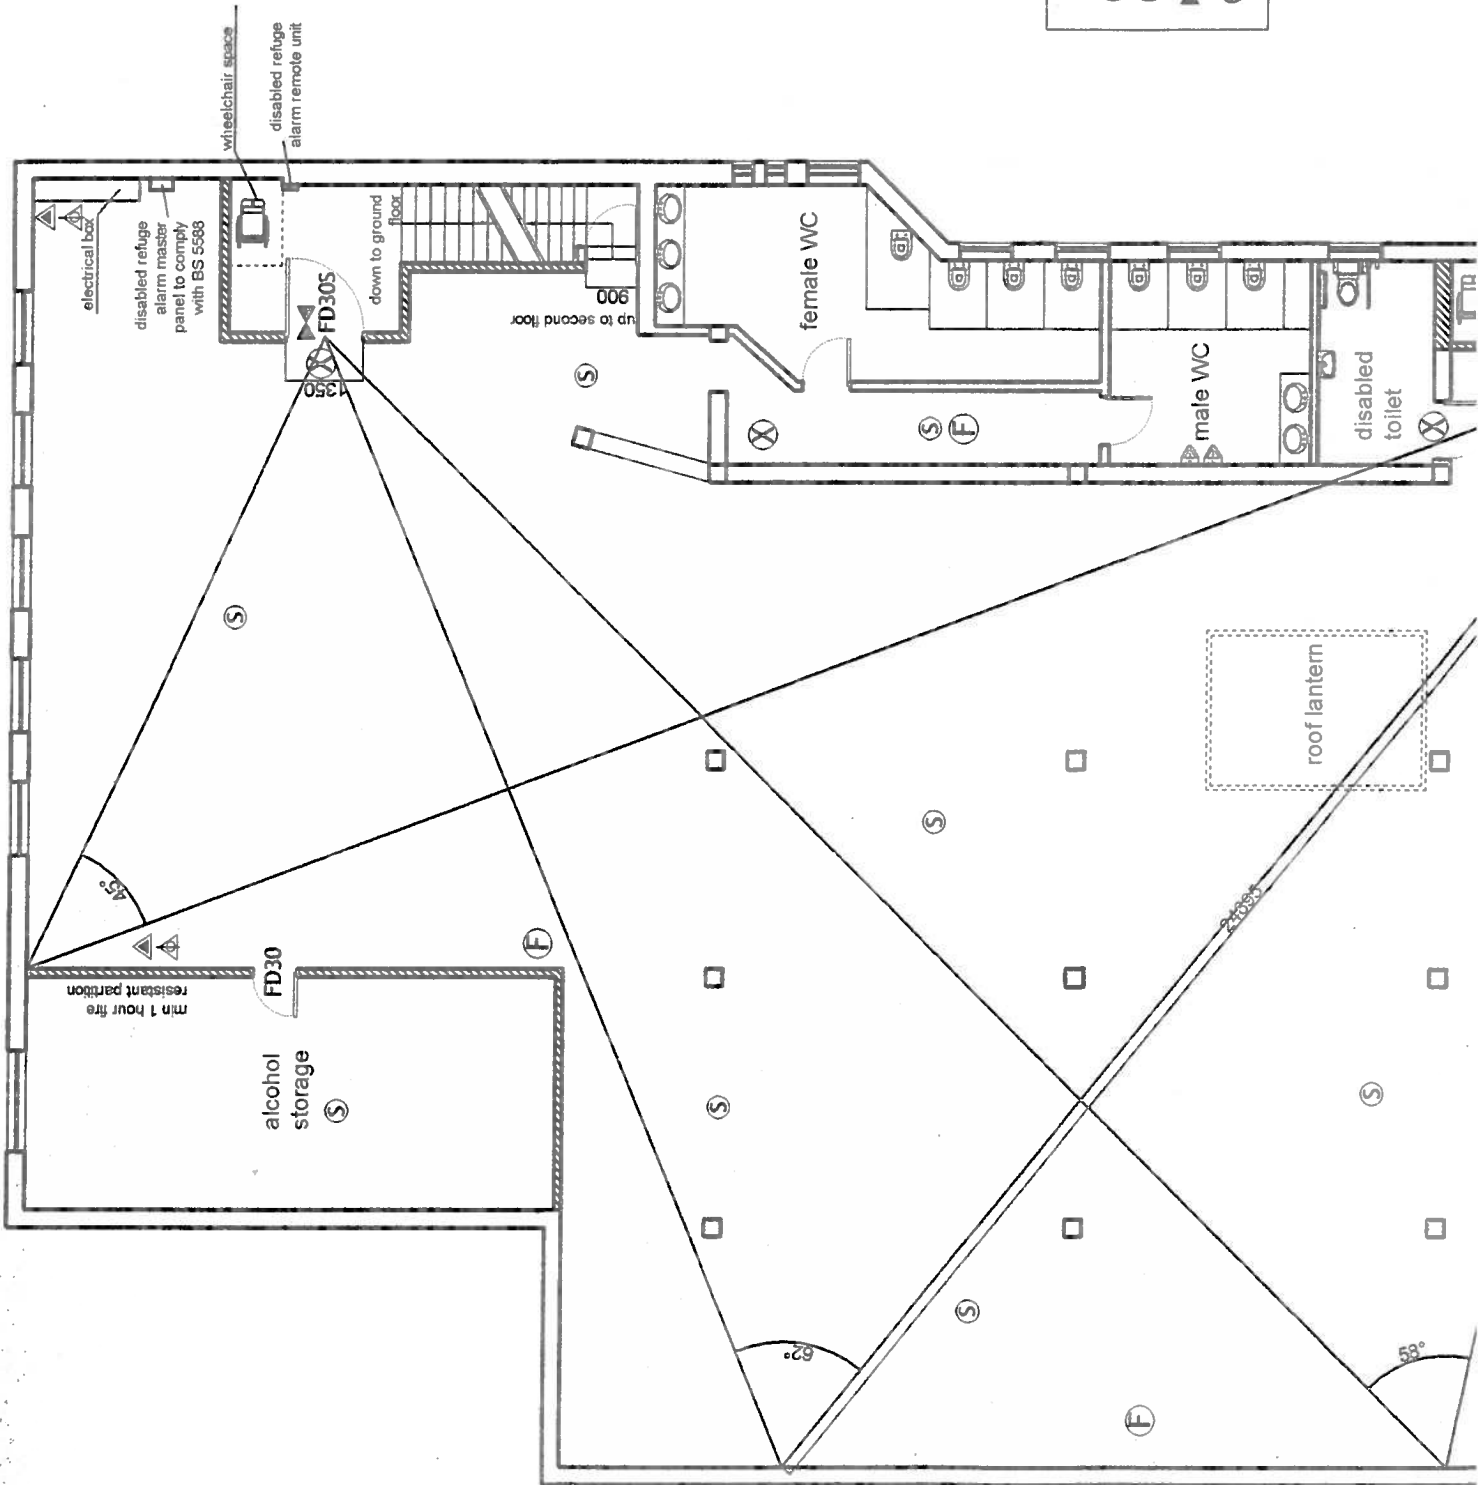 wheelchair space
disabled refuge
alarm remote unit
electrical box
disabled refuge
alarm master
panel to comply
with BS 5588
down to ground
floor
FD30S
1350
900
up to second floor
female WC
male WC
disabled
toilet
S
S
F
S
roof lantern
45°
FD30
min 1 hour fire
resistant partition
F
alcohol
storage
S
S
S
S
S
62°
58°
F